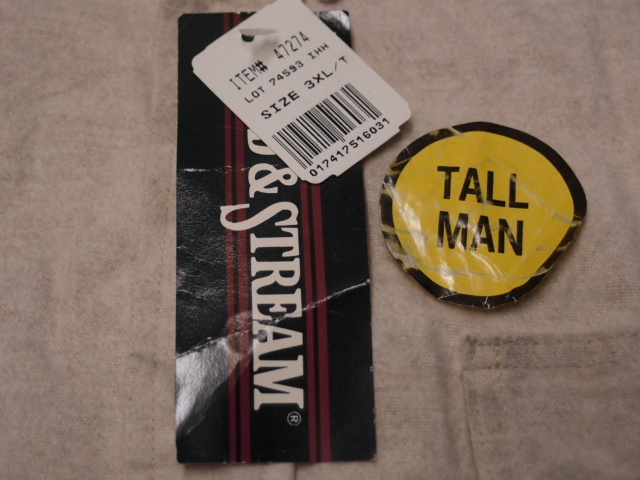 ITEM# 47274
LOT 74593 IHH
SIZE 3XL/T
017417516031
D & STREAM®
TALL
MAN